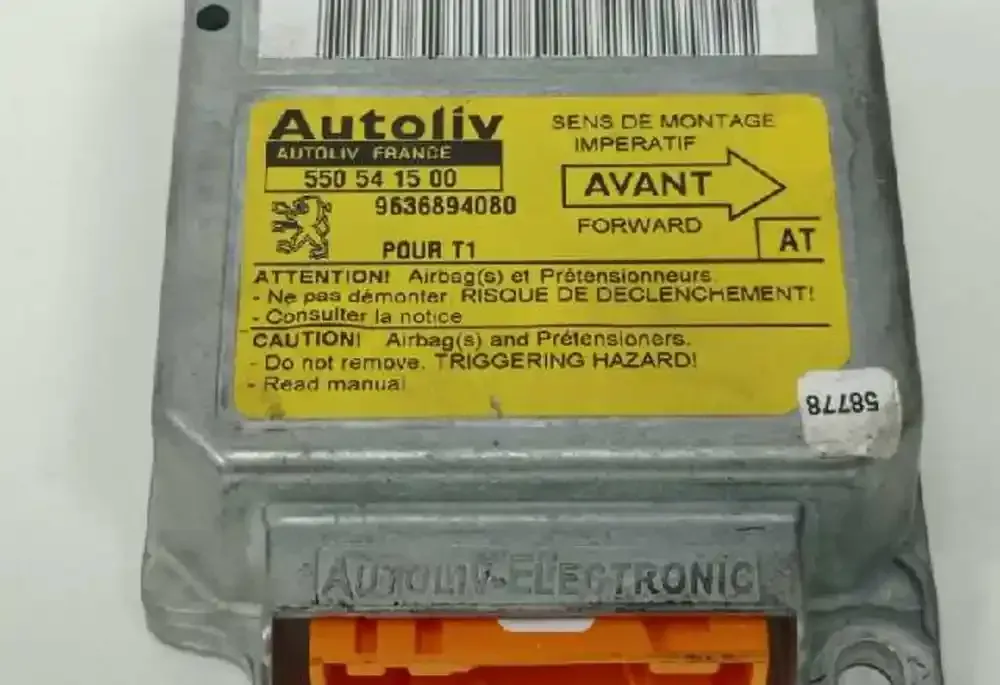 Autoliv
AUTOLIV FRANCE
550 54 15 00
9636894080
POUR T1
SENS DE MONTAGE
IMPERATIF
AVANT
FORWARD
AT
ATTENTION! Airbag(s) et Prétensionneurs.
- Ne pas démonter. RISQUE DE DECLENCHEMENT!
- Consulter la notice
CAUTION! Airbag(s) and Prétensioners.
- Do not remove. TRIGGERING HAZARD!
- Read manual
58778
AUTOLIV-ELECTRONIC